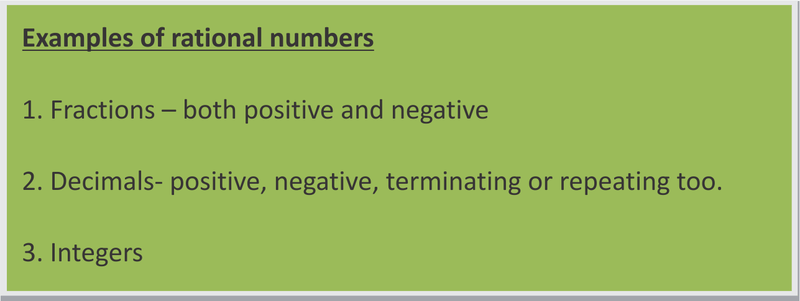 Examples of rational numbers
1. Fractions – both positive and negative
2. Decimals- positive, negative, terminating or repeating too.
3. Integers